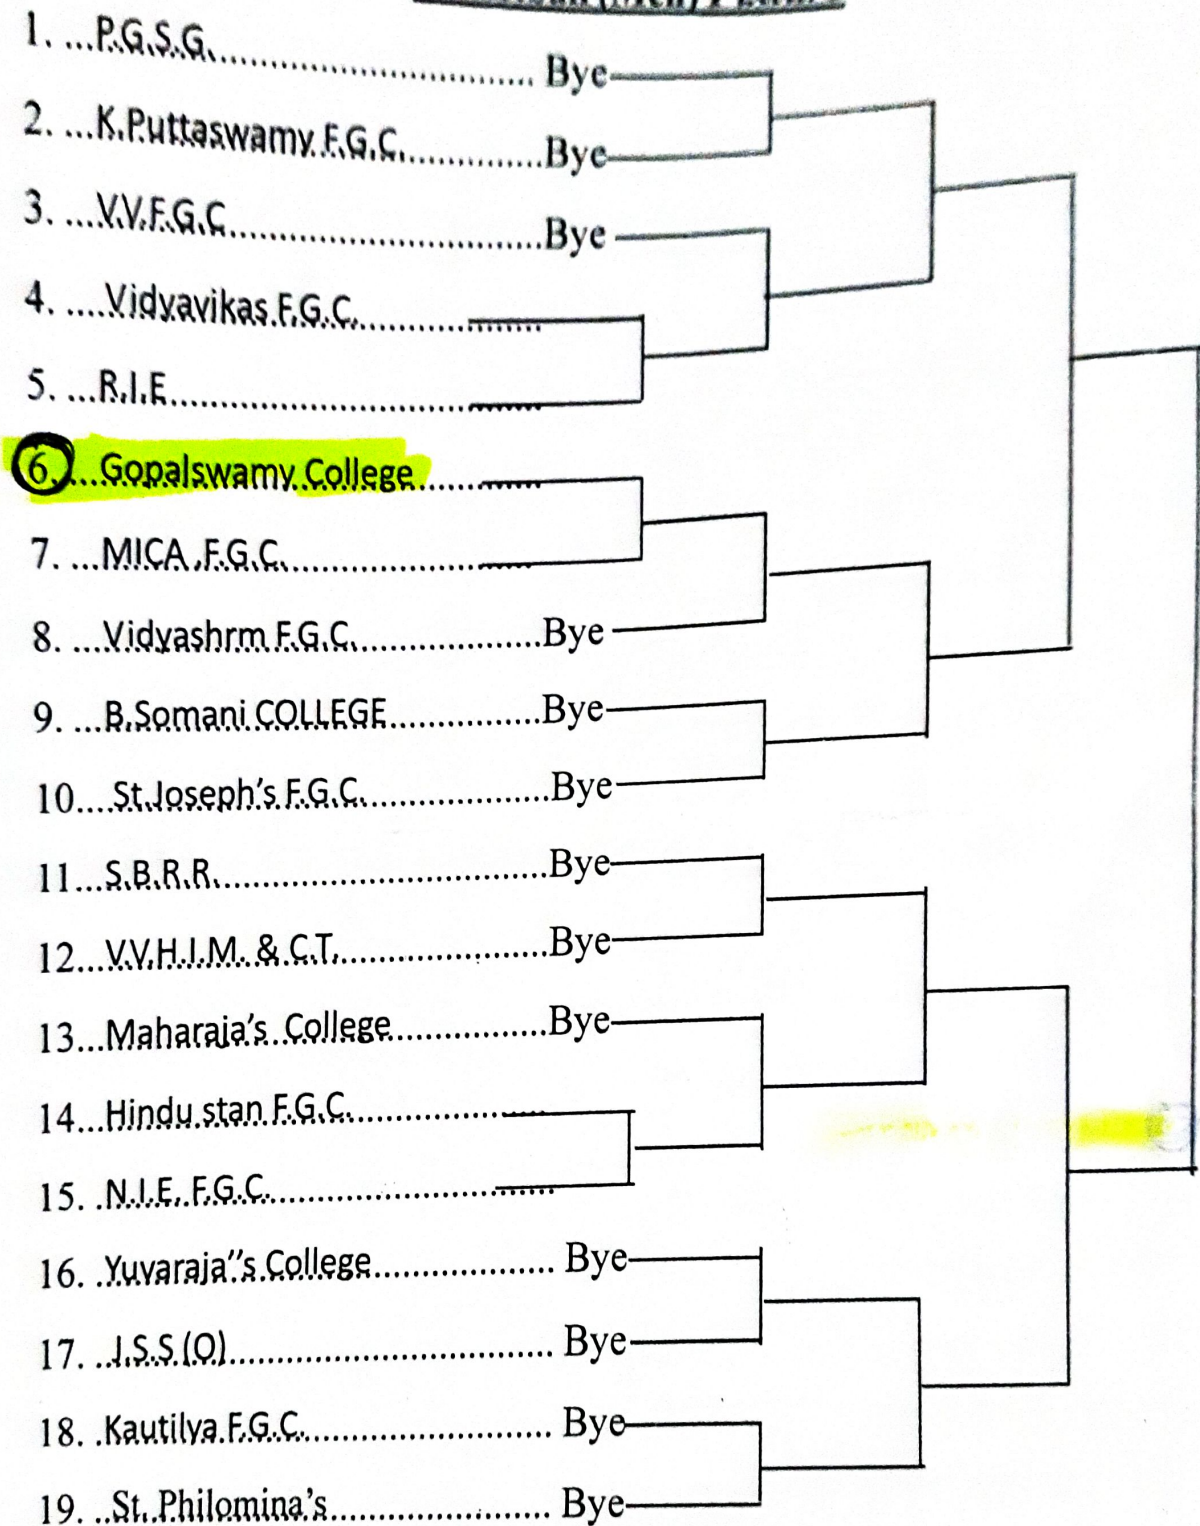 (Men)
1. ...P.G.S.G................................. Bye
2. ...K.Puttaswamy.F.G.C...............Bye
3. ....V.V.F.G.C................................Bye
4. .....Vidyavikas.F.G.C...................
5. ...R.I.E....................................
6....Gopalswamy.College.............
7. ...MICA.F.G.C..........................
8. ...Vidyashrm F.G.C...................Bye
9. ...B.Somani.COLLEGE...............Bye
10....St.Joseph's F.G.C...................Bye
11...S.B.R.R.................................Bye
12...V.V.H.I.M. & C.T.....................Bye
13...Maharaja's..College...............Bye
14...Hindu.stan.F.G.C...................
15. .N.I.E..F.G.C............................
16. .Yuvaraja''s.College.................. Bye
17. ..J.S.S.(O)................................ Bye
18. .Kautilya.F.G.C......................... Bye
19. ..St..Philomina's...................... Bye